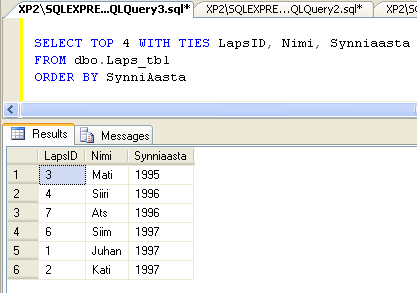 XP2\SQLEXPRE...QLQuery3.sql* XP2\SQLEXPRE...QLQuery2.sql* XP2\S
SELECT TOP 4 WITH TIES LapsID, Nimi, Synniaasta
FROM dbo.Laps_tbl
ORDER BY SynniAasta
Results Messages
LapsID Nimi Synniaasta
1 3 Mati 1995
2 4 Siiri 1996
3 7 Ats 1996
4 6 Siim 1997
5 1 Juhan 1997
6 2 Kati 1997